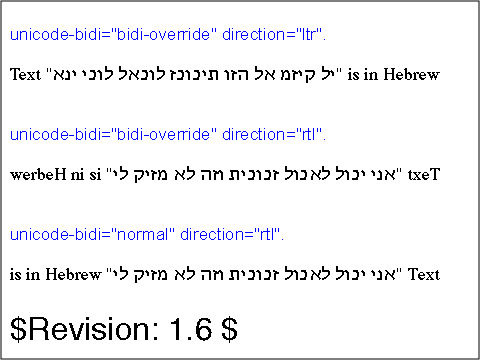 unicode-bidi="bidi-override" direction="ltr".
Text "יל קיזמ אל הזו תיכוכז לוכאל לוכי ינא" is in Hebrew
unicode-bidi="bidi-override" direction="rtl".
werbeH ni si "אני יכול לאכול זכוכית וזה לא מזיק לי" txeT
unicode-bidi="normal" direction="rtl".
is in Hebrew "אני יכול לאכול זכוכית וזה לא מזיק לי" Text
$Revision: 1.6 $